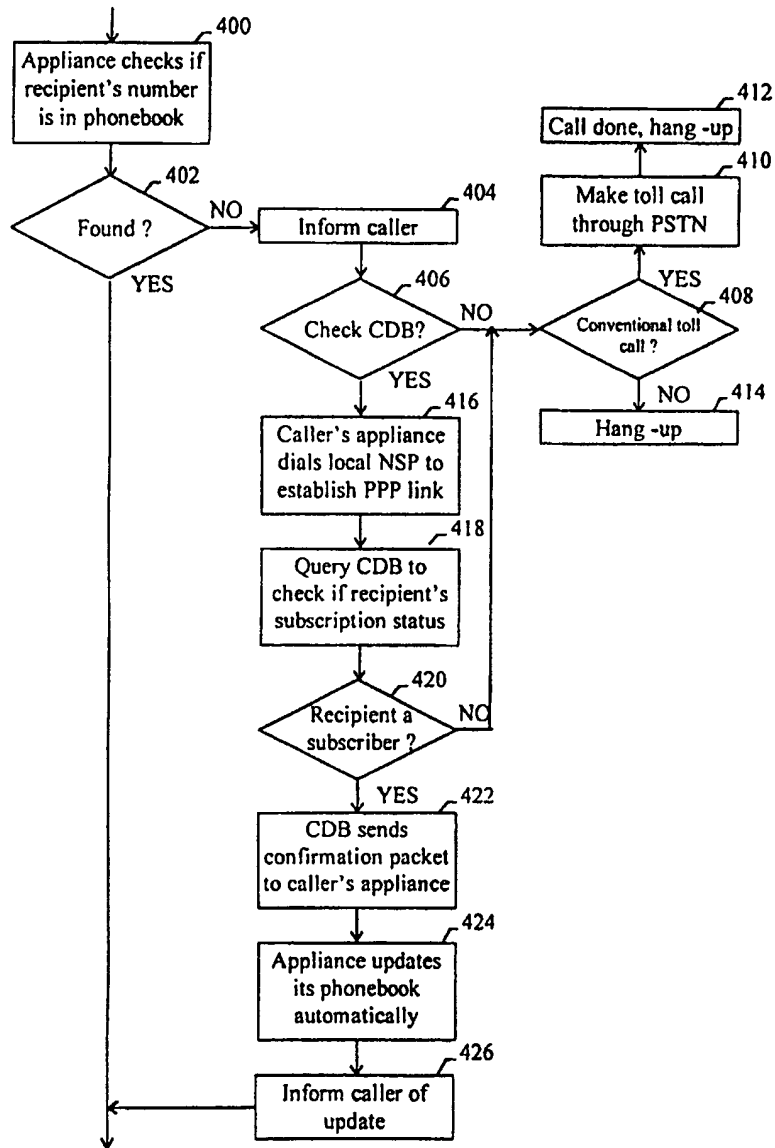 400
Appliance checks if
recipient's number
is in phonebook
402
Found ?
NO
YES
404
Inform caller
406
Check CDB?
NO
YES
408
Conventional toll
call ?
YES
NO
410
Make toll call
through PSTN
412
Call done, hang -up
414
Hang -up
416
Caller's appliance
dials local NSP to
establish PPP link
418
Query CDB to
check if recipient's
subscription status
420
Recipient a
subscriber ?
NO
YES
422
CDB sends
confirmation packet
to caller's appliance
424
Appliance updates
its phonebook
automatically
426
Inform caller of
update